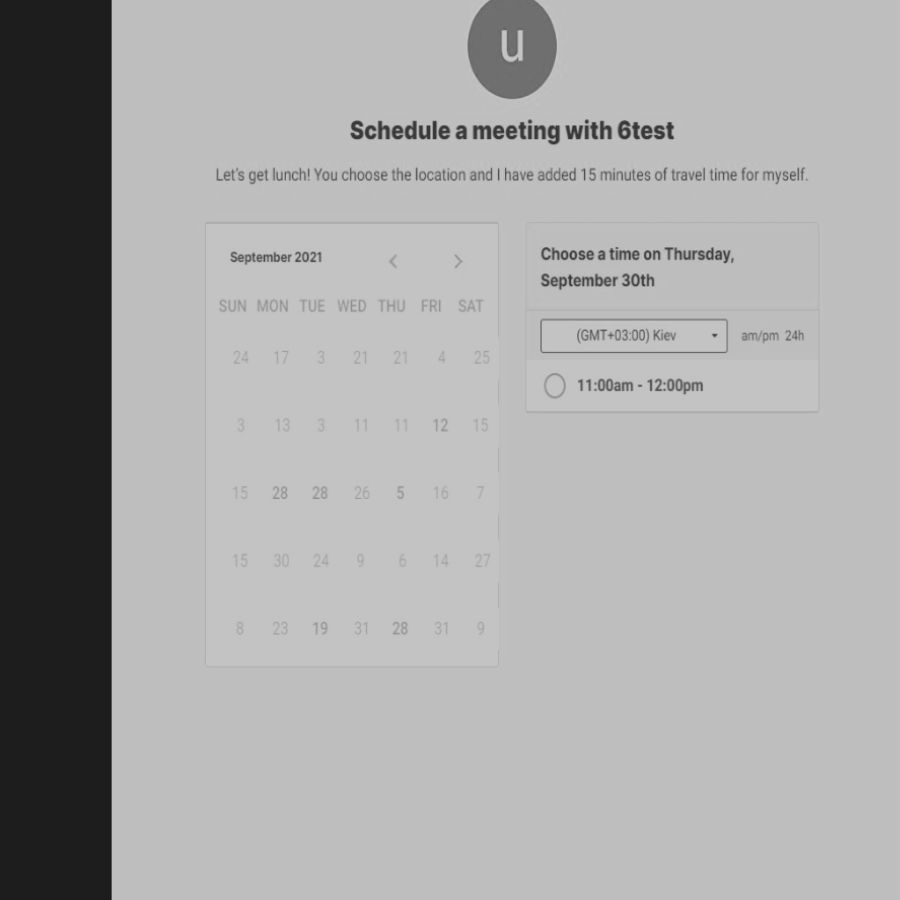 u
Schedule a meeting with 6test
Let's get lunch! You choose the location and I have added 15 minutes of travel time for myself.
September 2021
SUN MON TUE WED THU FRI SAT
24 17 3 21 21 4 25
3 13 3 11 11 12 15
15 28 28 26 5 16 7
15 30 24 9 6 14 27
8 23 19 31 28 31 9
Choose a time on Thursday,
September 30th
(GMT+03:00) Kiev am/pm 24h
11:00am - 12:00pm